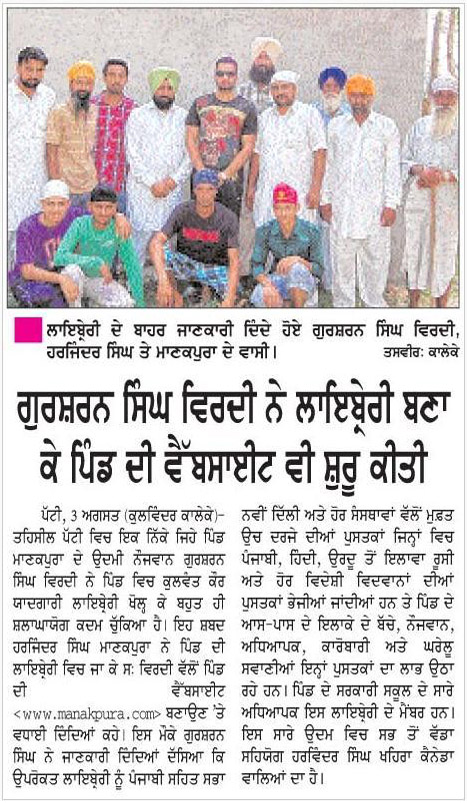 ਲਾਇਬ੍ਰੇਰੀ ਦੇ ਬਾਹਰ ਜਾਣਕਾਰੀ ਦਿੰਦੇ ਹੋਏ ਗੁਰਸ਼ਰਨ ਸਿੰਘ ਵਿਰਦੀ,
ਹਰਜਿੰਦਰ ਸਿੰਘ ਤੇ ਮਾਣਕਪੁਰਾ ਦੇ ਵਾਸੀ। ਤਸਵੀਰ: ਕਾਲੇਕੇ
ਗੁਰਸ਼ਰਨ ਸਿੰਘ ਵਿਰਦੀ ਨੇ ਲਾਇਬ੍ਰੇਰੀ ਬਣਾ
ਕੇ ਪਿੰਡ ਦੀ ਵੈੱਬਸਾਈਟ ਵੀ ਸ਼ੁਰੂ ਕੀਤੀ
ਪੱਟੀ, 3 ਅਗਸਤ (ਕੁਲਵਿੰਦਰ ਕਾਲੇਕੇ)-
ਤਹਿਸੀਲ ਪੱਟੀ ਵਿਚ ਇਕ ਨਿੱਕੇ ਜਿਹੇ ਪਿੰਡ
ਮਾਣਕਪੁਰਾ ਦੇ ਉਦਮੀ ਨੌਜਵਾਨ ਗੁਰਸ਼ਰਨ
ਸਿੰਘ ਵਿਰਦੀ ਨੇ ਪਿੰਡ ਵਿਚ ਕੁਲਵੰਤ ਕੌਰ
ਯਾਦਗਾਰੀ ਲਾਇਬ੍ਰੇਰੀ ਖੋਲ੍ਹ ਕੇ ਬਹੁਤ ਹੀ
ਸ਼ਲਾਘਾਯੋਗ ਕਦਮ ਚੁੱਕਿਆ ਹੈ। ਇਹ ਸ਼ਬਦ
ਹਰਜਿੰਦਰ ਸਿੰਘ ਮਾਣਕਪੁਰਾ ਨੇ ਪਿੰਡ ਦੀ
ਲਾਇਬ੍ਰੇਰੀ ਵਿਚ ਜਾ ਕੇ ਸ: ਵਿਰਦੀ ਵੱਲੋਂ ਪਿੰਡ
ਦੀ ਵੈੱਬਸਾਈਟ
<www.manakpura.com> ਬਣਾਉਣ 'ਤੇ
ਵਧਾਈ ਦਿੰਦਿਆਂ ਕਹੇ। ਇਸ ਮੌਕੇ ਗੁਰਸ਼ਰਨ
ਸਿੰਘ ਨੇ ਜਾਣਕਾਰੀ ਦਿੰਦਿਆਂ ਦੱਸਿਆ ਕਿ
ਉਪਰੋਕਤ ਲਾਇਬ੍ਰੇਰੀ ਨੂੰ ਪੰਜਾਬੀ ਸਹਿਤ ਸਭਾ
ਨਵੀਂ ਦਿੱਲੀ ਅਤੇ ਹੋਰ ਸੰਸਥਾਵਾਂ ਵੱਲੋਂ ਮੁਫ਼ਤ
ਉਚ ਦਰਜੇ ਦੀਆਂ ਪੁਸਤਕਾਂ ਜਿਨ੍ਹਾਂ ਵਿਚ
ਪੰਜਾਬੀ, ਹਿੰਦੀ, ਉਰਦੂ ਤੋਂ ਇਲਾਵਾ ਰੂਸੀ
ਅਤੇ ਹੋਰ ਵਿਦੇਸ਼ੀ ਵਿਦਵਾਨਾਂ ਦੀਆਂ
ਪੁਸਤਕਾਂ ਭੇਜੀਆਂ ਜਾਂਦੀਆਂ ਹਨ ਤੇ ਪਿੰਡ ਦੇ
ਆਸ-ਪਾਸ ਦੇ ਇਲਾਕੇ ਦੇ ਬੱਚੇ, ਨੌਜਵਾਨ,
ਅਧਿਆਪਕ, ਕਾਰੋਬਾਰੀ ਅਤੇ ਘਰੇਲੂ
ਸਵਾਣੀਆਂ ਇਨ੍ਹਾਂ ਪੁਸਤਕਾਂ ਦਾ ਲਾਭ ਉਠਾ
ਰਹੇ ਹਨ। ਪਿੰਡ ਦੇ ਸਰਕਾਰੀ ਸਕੂਲ ਦੇ ਸਾਰੇ
ਅਧਿਆਪਕ ਇਸ ਲਾਇਬ੍ਰੇਰੀ ਦੇ ਮੈਂਬਰ ਹਨ।
ਇਸ ਸਾਰੇ ਉਦਮ ਵਿਚ ਸਭ ਤੋਂ ਵੱਡਾ
ਸਹਿਯੋਗ ਹਰਵਿੰਦਰ ਸਿੰਘ ਖਹਿਰਾ ਕੈਨੇਡਾ
ਵਾਲਿਆਂ ਦਾ ਹੈ।